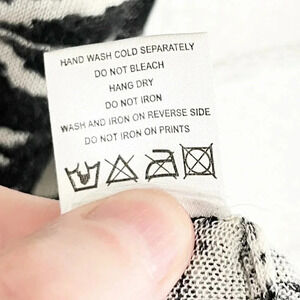 HAND WASH COLD SEPARATELY
DO NOT BLEACH
HANG DRY
DO NOT IRON
WASH AND IRON ON REVERSE SIDE
DO NOT IRON ON PRINTS